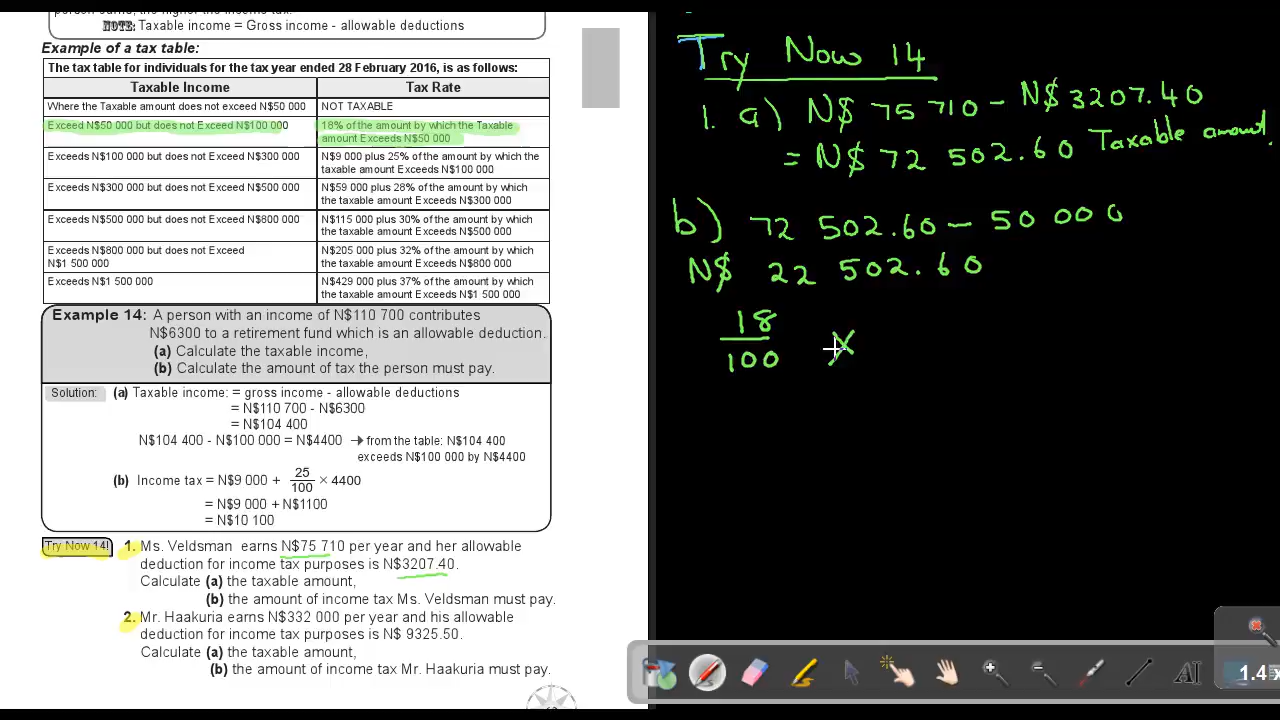 NOTE: Taxable income = Gross income - allowable deductions
Example of a tax table:
The tax table for individuals for the tax year ended 28 February 2016, is as follows:
Taxable Income Tax Rate
Where the Taxable amount does not exceed N$50 000 NOT TAXABLE
Exceed N$50 000 but does not Exceed N$100 000 18% of the amount by which the Taxable
amount Exceeds N$50 000
Exceeds N$100 000 but does not Exceed N$300 000 N$9 000 plus 25% of the amount by which the
taxable amount Exceeds N$100 000
Exceeds N$300 000 but does not Exceed N$500 000 N$59 000 plus 28% of the amount by which
the taxable amount Exceeds N$300 000
Exceeds N$500 000 but does not Exceed N$800 000 N$115 000 plus 30% of the amount by which
the taxable amount Exceeds N$500 000
Exceeds N$800 000 but does not Exceed N$205 000 plus 32% of the amount by which
N$1 500 000 the taxable amount Exceeds N$800 000
Exceeds N$1 500 000 N$429 000 plus 37% of the amount by which
the taxable amount Exceeds N$1 500 000
Example 14: A person with an income of N$110 700 contributes
N$6300 to a retirement fund which is an allowable deduction.
(a) Calculate the taxable income,
(b) Calculate the amount of tax the person must pay.
Solution: (a) Taxable income: = gross income - allowable deductions
= N$110 700 - N$6300
= N$104 400
N$104 400 - N$100 000 = N$4400 → from the table: N$104 400
exceeds N$100 000 by N$4400
(b) Income tax = N$9 000 + 25/100 × 4400
= N$9 000 + N$1100
= N$10 100
Try Now 14! 1. Ms. Veldsman earns N$75 710 per year and her allowable
deduction for income tax purposes is N$3207.40.
Calculate (a) the taxable amount,
(b) the amount of income tax Ms. Veldsman must pay.
2. Mr. Haakuria earns N$332 000 per year and his allowable
deduction for income tax purposes is N$ 9325.50.
Calculate (a) the taxable amount,
(b) the amount of income tax Mr. Haakuria must pay.
Try Now 14
1. a) N$ 75 710 - N$ 3207.40
= N$ 72 502.60 Taxable amount.
b) 72 502.60 - 50 000
N$ 22 502.60
18/100 ×
AI 1.4 x